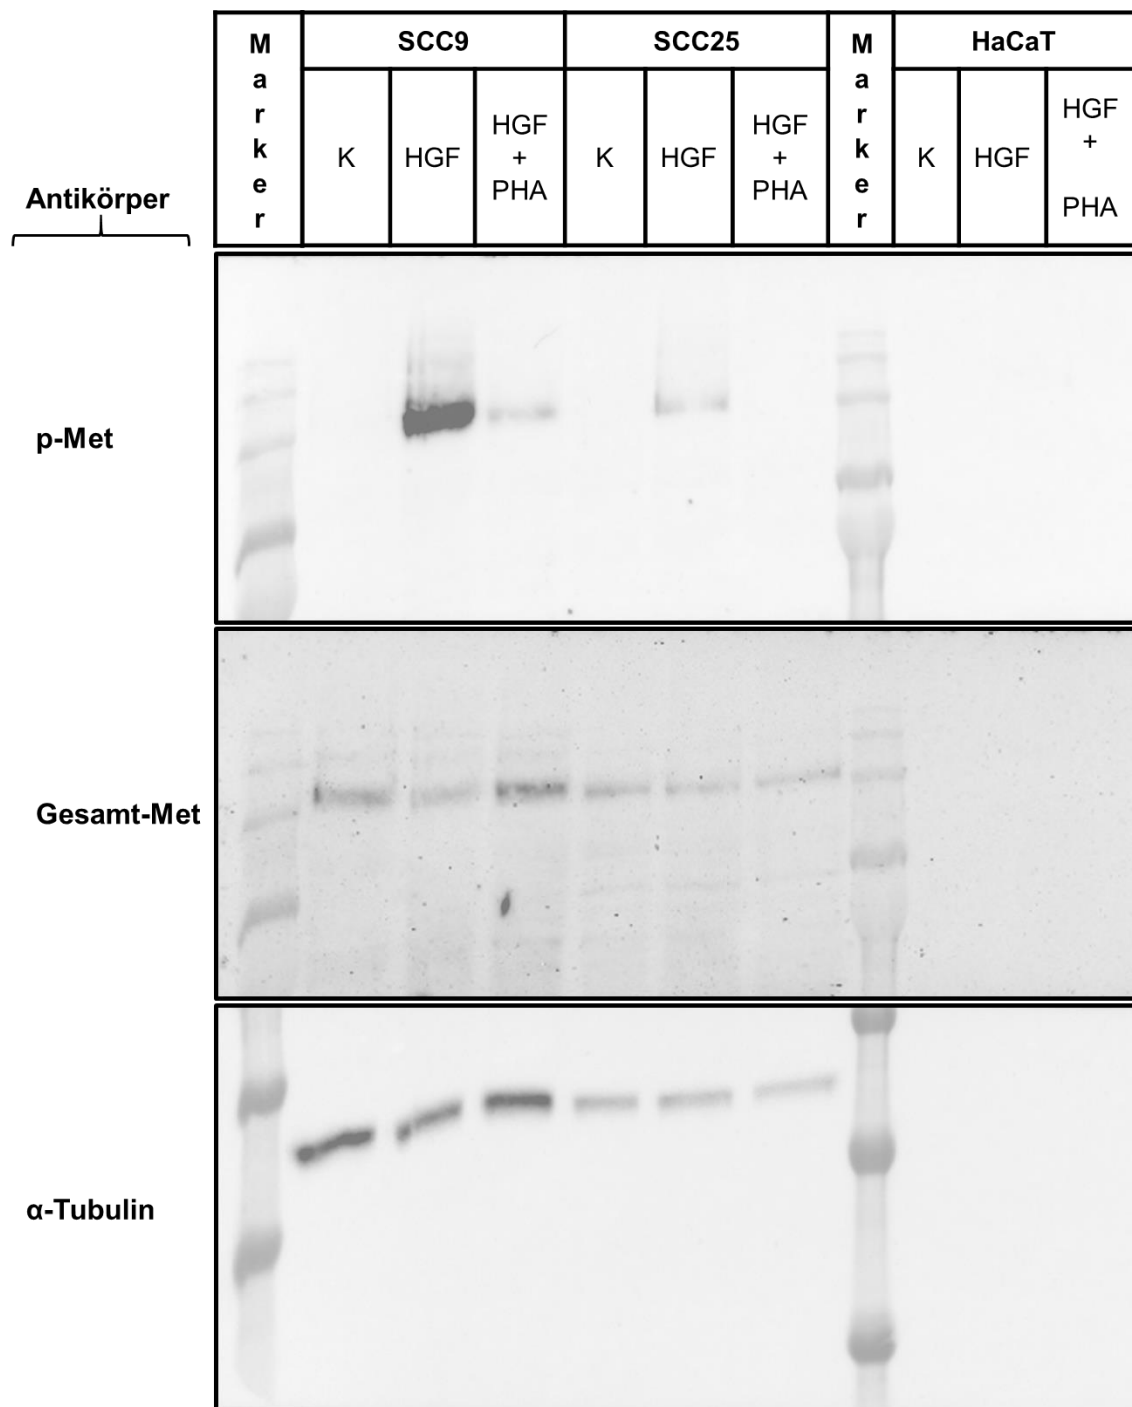 Marker
SCC9
SCC25
Marker
HaCaT
K
HGF
HGF
+
PHA
K
HGF
HGF
+
PHA
K
HGF
HGF
+
PHA
Antikörper
p-Met
Gesamt-Met
α-Tubulin